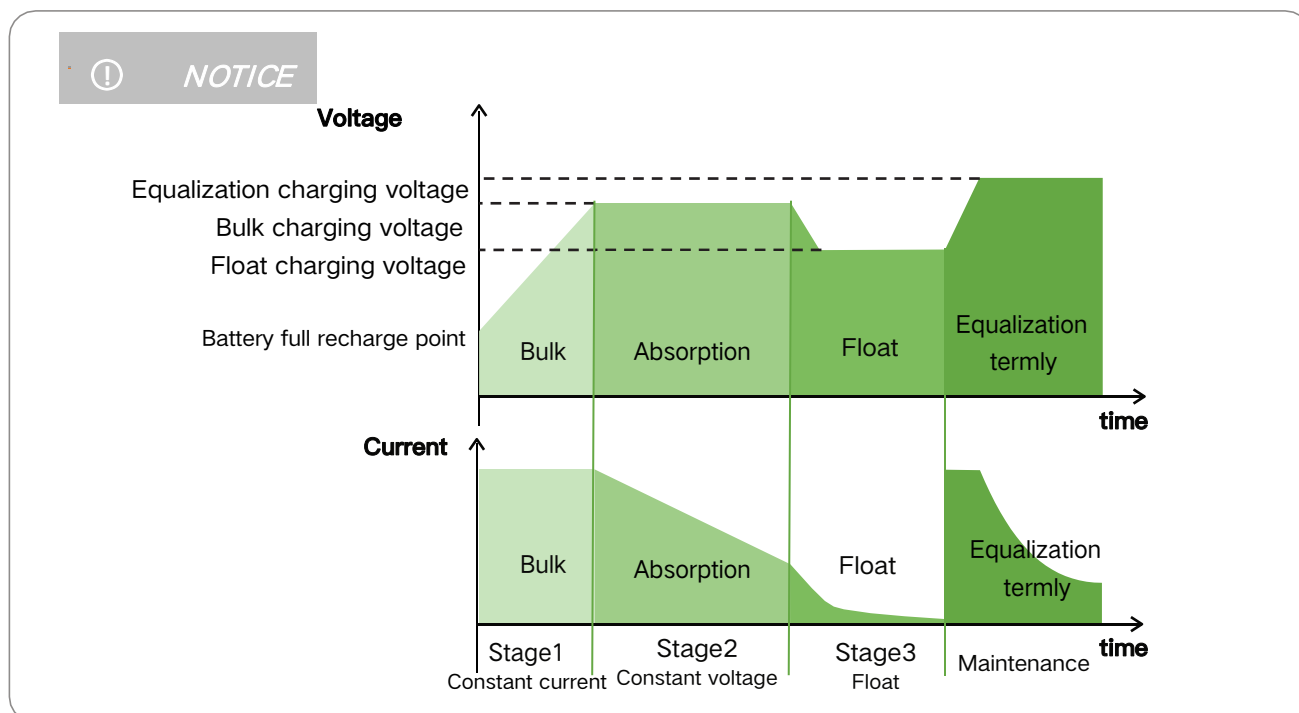 NOTICE
Voltage
Equalization charging voltage
Bulk charging voltage
Float charging voltage
Battery full recharge point
Bulk
Absorption
Float
Equalization
termly
time
Current
Bulk
Absorption
Float
Equalization
termly
time
Stage1
Constant current
Stage2
Constant voltage
Stage3
Float
Maintenance